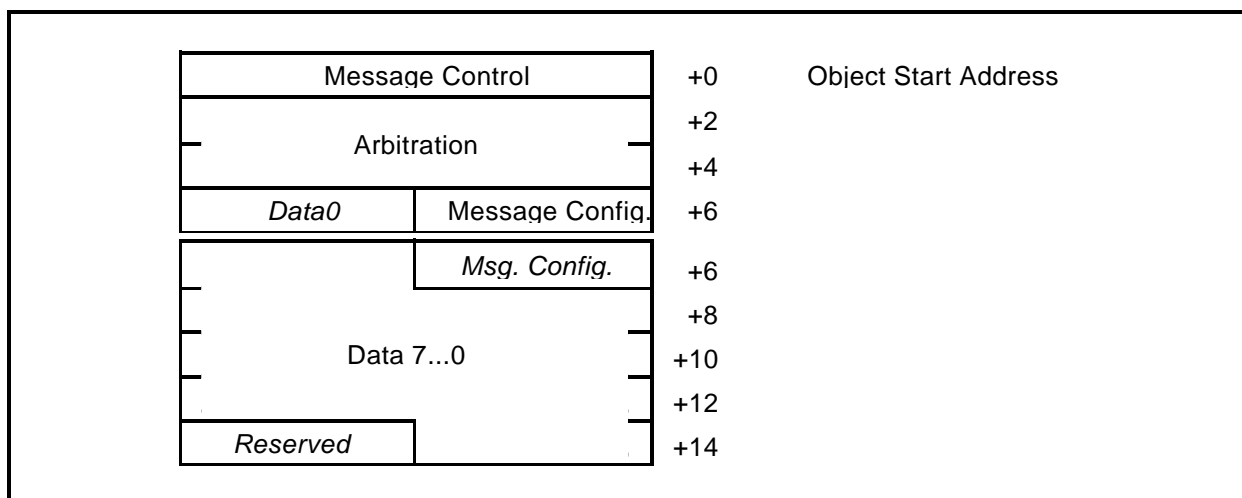 Message Control +0 Object Start Address
+2
Arbitration
+4
Data0 Message Config. +6
Msg. Config. +6
+8
Data 7...0 +10
+12
Reserved +14